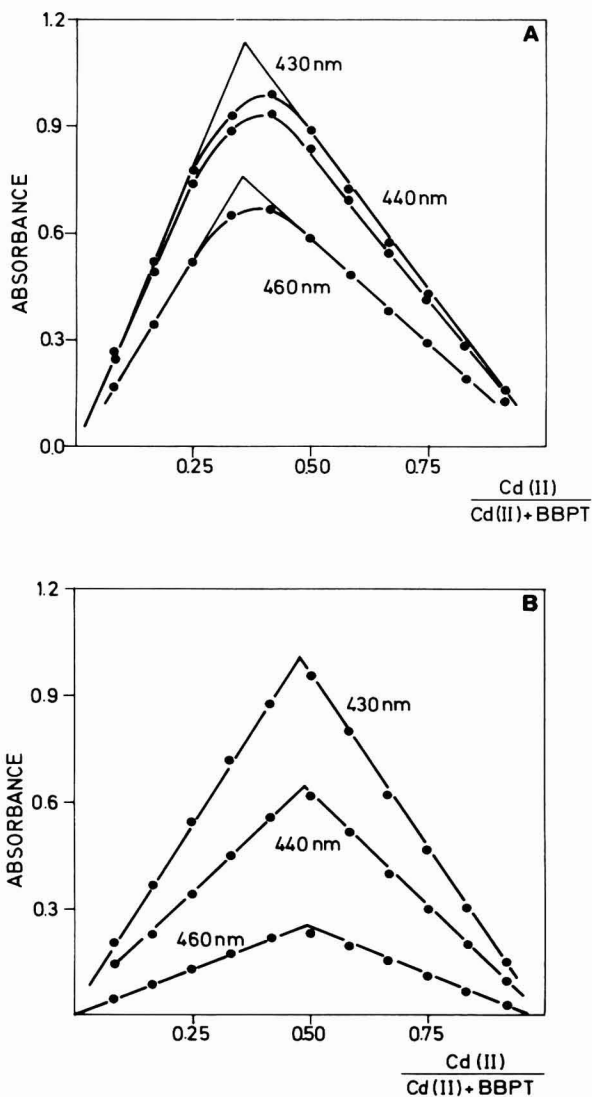 A
1.2
0.9
0.6
0.3
0.0
ABSORBANCE
430 nm
440 nm
460 nm
0.25 0.50 0.75
Cd (II)
Cd(II) + BBPT
B
1.2
0.9
0.6
0.3
ABSORBANCE
430 nm
440 nm
460 nm
0.25 0.50 0.75
Cd (II)
Cd(II) + BBPT